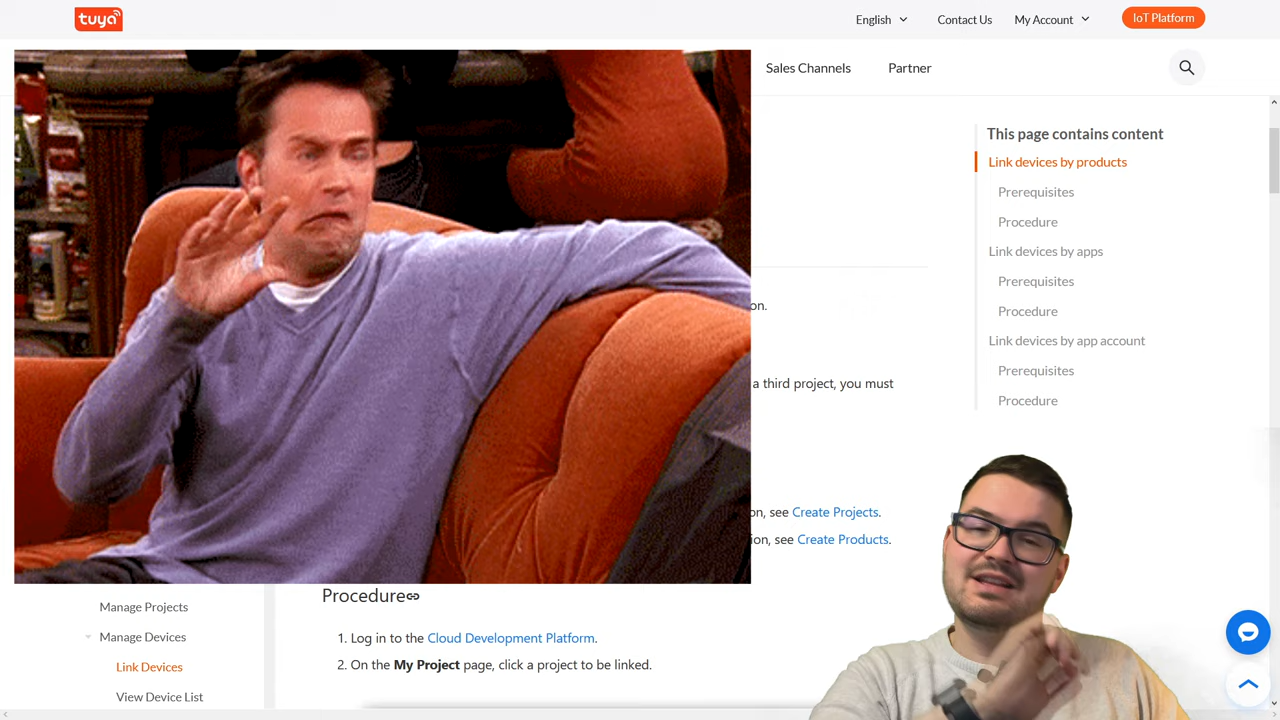 tuya
English
Contact Us
My Account
IoT Platform
Sales Channels
Partner
This page contains content
Link devices by products
Prerequisites
Procedure
Link devices by apps
Prerequisites
Procedure
Link devices by app account
Prerequisites
Procedure
on.
a third project, you must
on, see Create Projects.
ion, see Create Products.
Manage Projects
Manage Devices
Link Devices
View Device List
Procedure
1. Log in to the Cloud Development Platform.
2. On the My Project page, click a project to be linked.